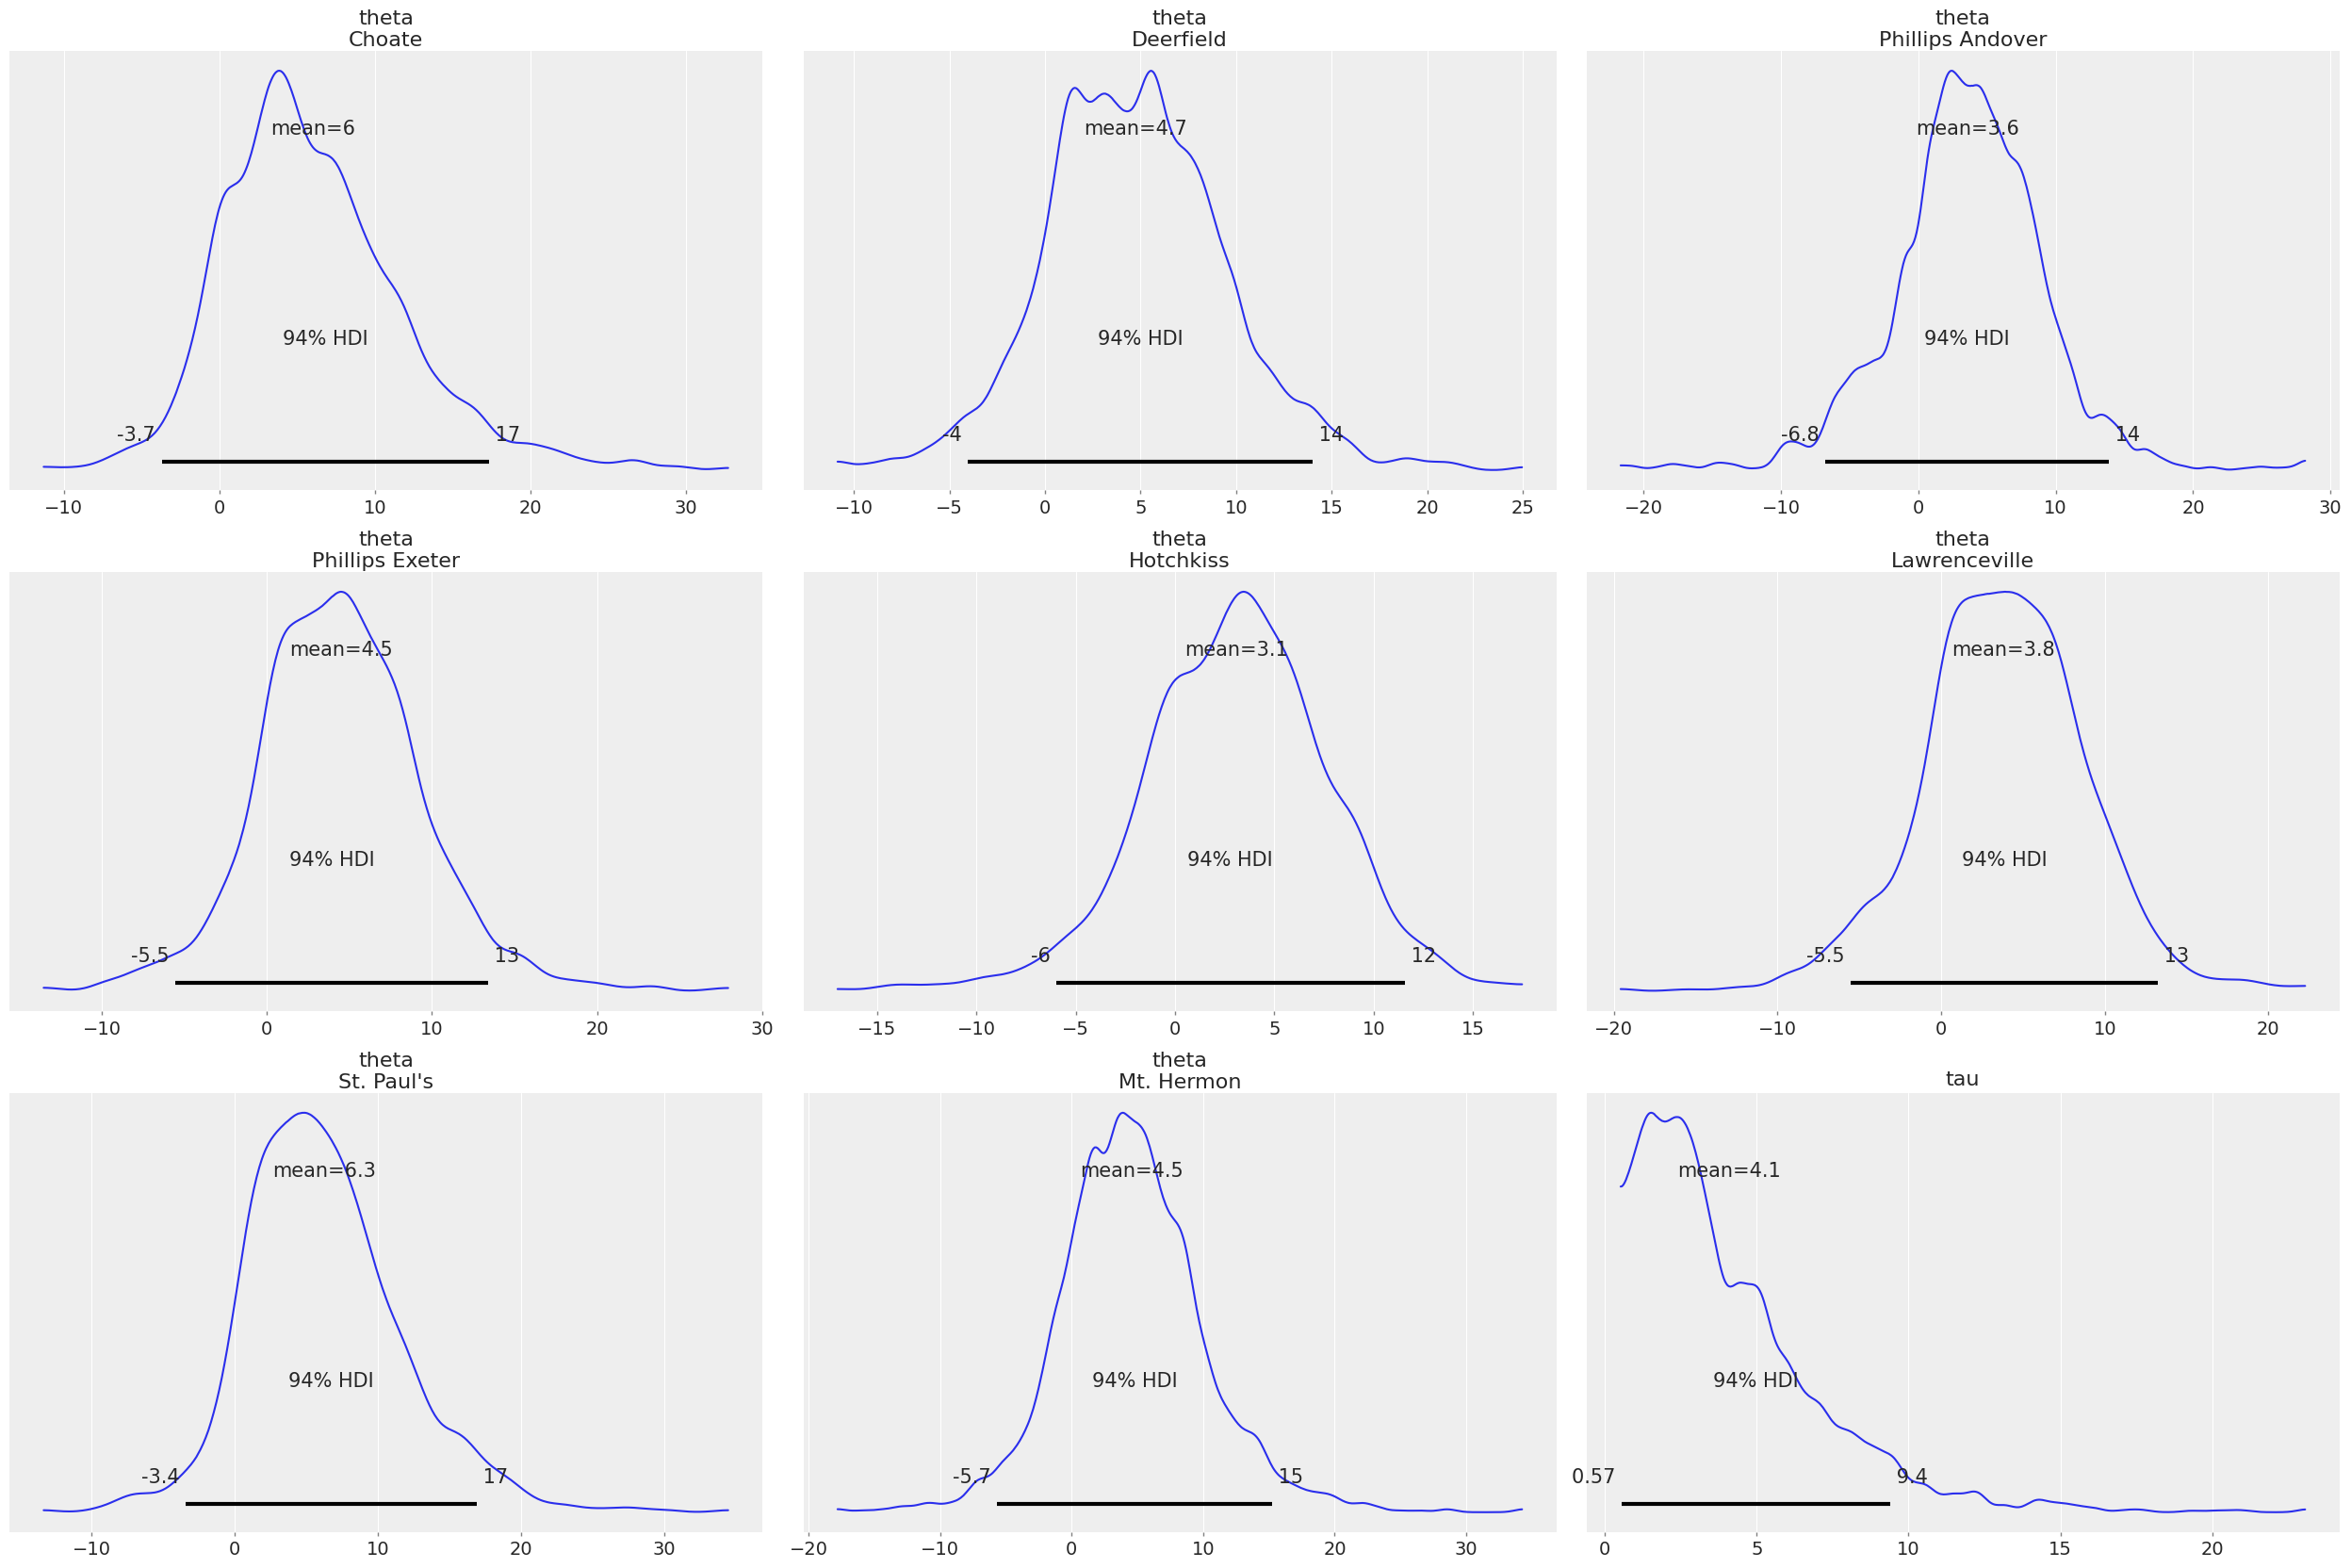 theta
Choate
mean=6
94% HDI
-3.7
17
−10 0 10 20 30
theta
Deerfield
mean=4.7
94% HDI
-4
14
−10 −5 0 5 10 15 20 25
theta
Phillips Andover
mean=3.6
94% HDI
-6.8
14
−20 −10 0 10 20 30
theta
Phillips Exeter
mean=4.5
94% HDI
-5.5
13
−10 0 10 20 30
theta
Hotchkiss
mean=3.1
94% HDI
-6
12
−15 −10 −5 0 5 10 15
theta
Lawrenceville
mean=3.8
94% HDI
-5.5
13
−20 −10 0 10 20
theta
St. Paul's
mean=6.3
94% HDI
-3.4
17
−10 0 10 20 30
theta
Mt. Hermon
mean=4.5
94% HDI
-5.7
15
−20 −10 0 10 20 30
tau
mean=4.1
94% HDI
0.57
9.4
0 5 10 15 20